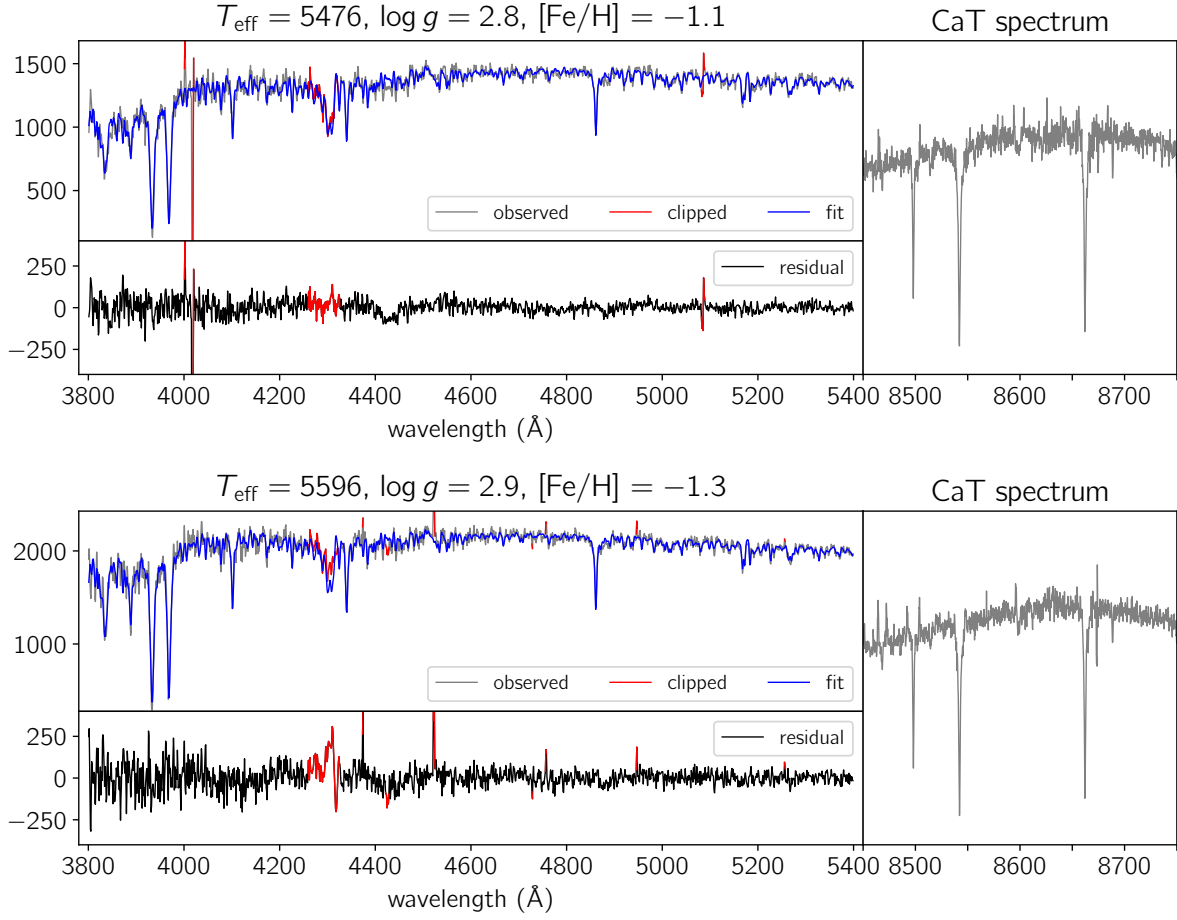 T_eff = 5476, log g = 2.8, [Fe/H] = −1.1
CaT spectrum
1500
1000
500
observed clipped fit
250
0
−250
residual
3800 4000 4200 4400 4600 4800 5000 5200 5400
8500 8600 8700
wavelength (Å)
T_eff = 5596, log g = 2.9, [Fe/H] = −1.3
CaT spectrum
2000
1000
observed clipped fit
250
0
−250
residual
3800 4000 4200 4400 4600 4800 5000 5200 5400
8500 8600 8700
wavelength (Å)